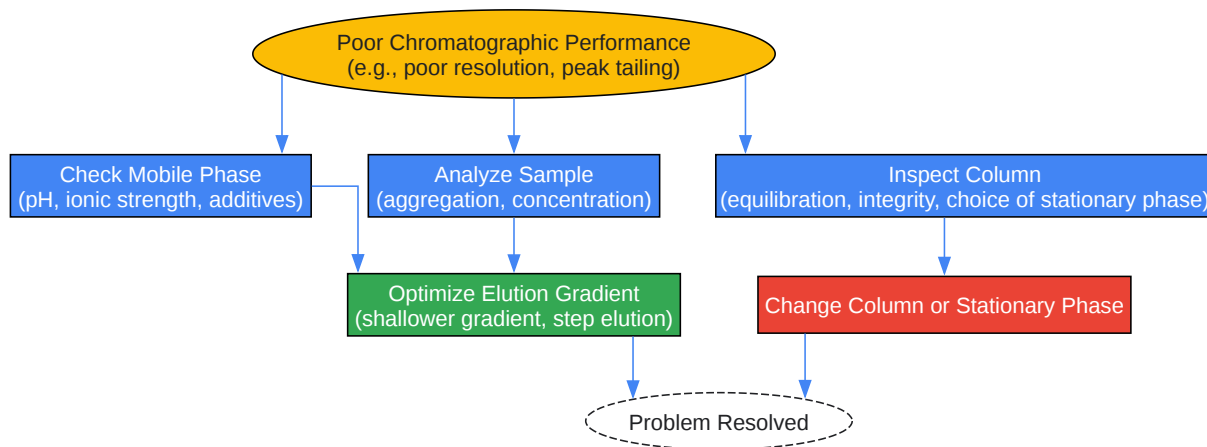 Poor Chromatographic Performance
(e.g., poor resolution, peak tailing)
Check Mobile Phase
(pH, ionic strength, additives)
Analyze Sample
(aggregation, concentration)
Inspect Column
(equilibration, integrity, choice of stationary phase)
Optimize Elution Gradient
(shallower gradient, step elution)
Change Column or Stationary Phase
Problem Resolved